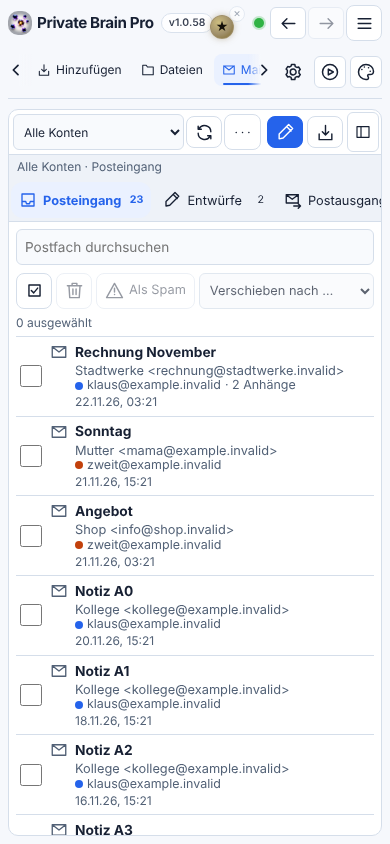 Private Brain Pro v1.0.58
Hinzufügen Dateien Ma
Alle Konten
Alle Konten · Posteingang
Posteingang 23 Entwürfe 2 Postausgang
Postfach durchsuchen
Als Spam Verschieben nach ...
0 ausgewählt
Rechnung November
Stadtwerke <rechnung@stadtwerke.invalid>
klaus@example.invalid · 2 Anhänge
22.11.26, 03:21
Sonntag
Mutter <mama@example.invalid>
zweit@example.invalid
21.11.26, 15:21
Angebot
Shop <info@shop.invalid>
zweit@example.invalid
21.11.26, 03:21
Notiz A0
Kollege <kollege@example.invalid>
klaus@example.invalid
20.11.26, 15:21
Notiz A1
Kollege <kollege@example.invalid>
klaus@example.invalid
18.11.26, 15:21
Notiz A2
Kollege <kollege@example.invalid>
klaus@example.invalid
16.11.26, 15:21
Notiz A3